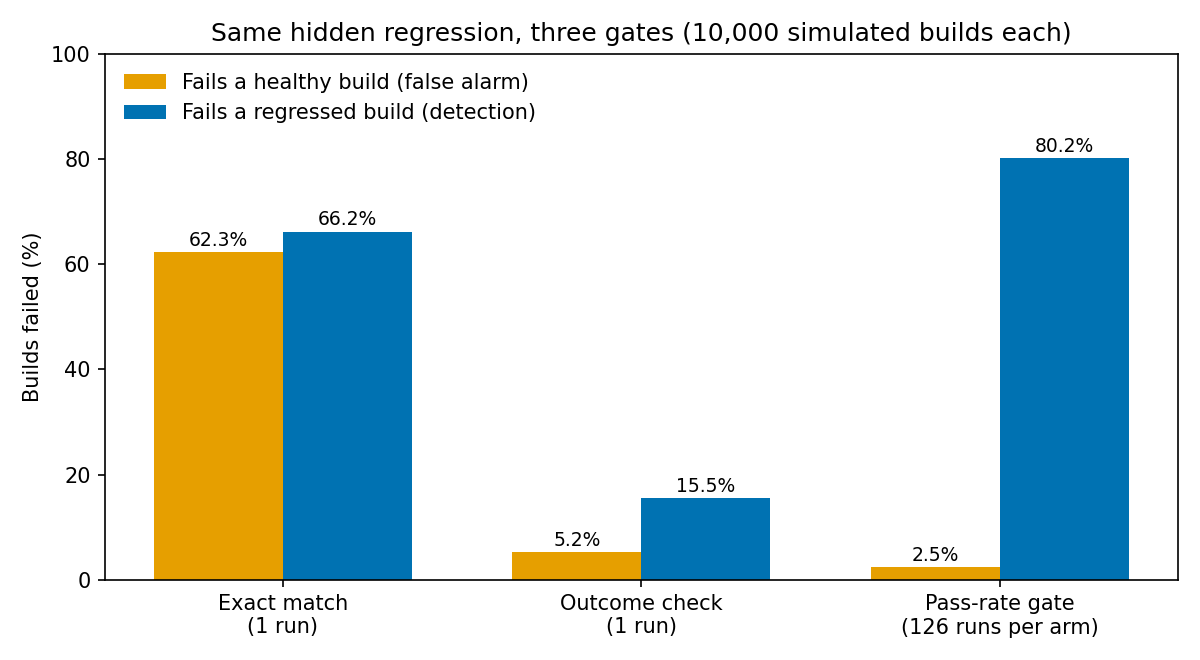 Same hidden regression, three gates (10,000 simulated builds each)
Fails a healthy build (false alarm)
Fails a regressed build (detection)
Builds failed (%)
100
80
60
40
20
0
62.3%
66.2%
5.2%
15.5%
2.5%
80.2%
Exact match
(1 run)
Outcome check
(1 run)
Pass-rate gate
(126 runs per arm)